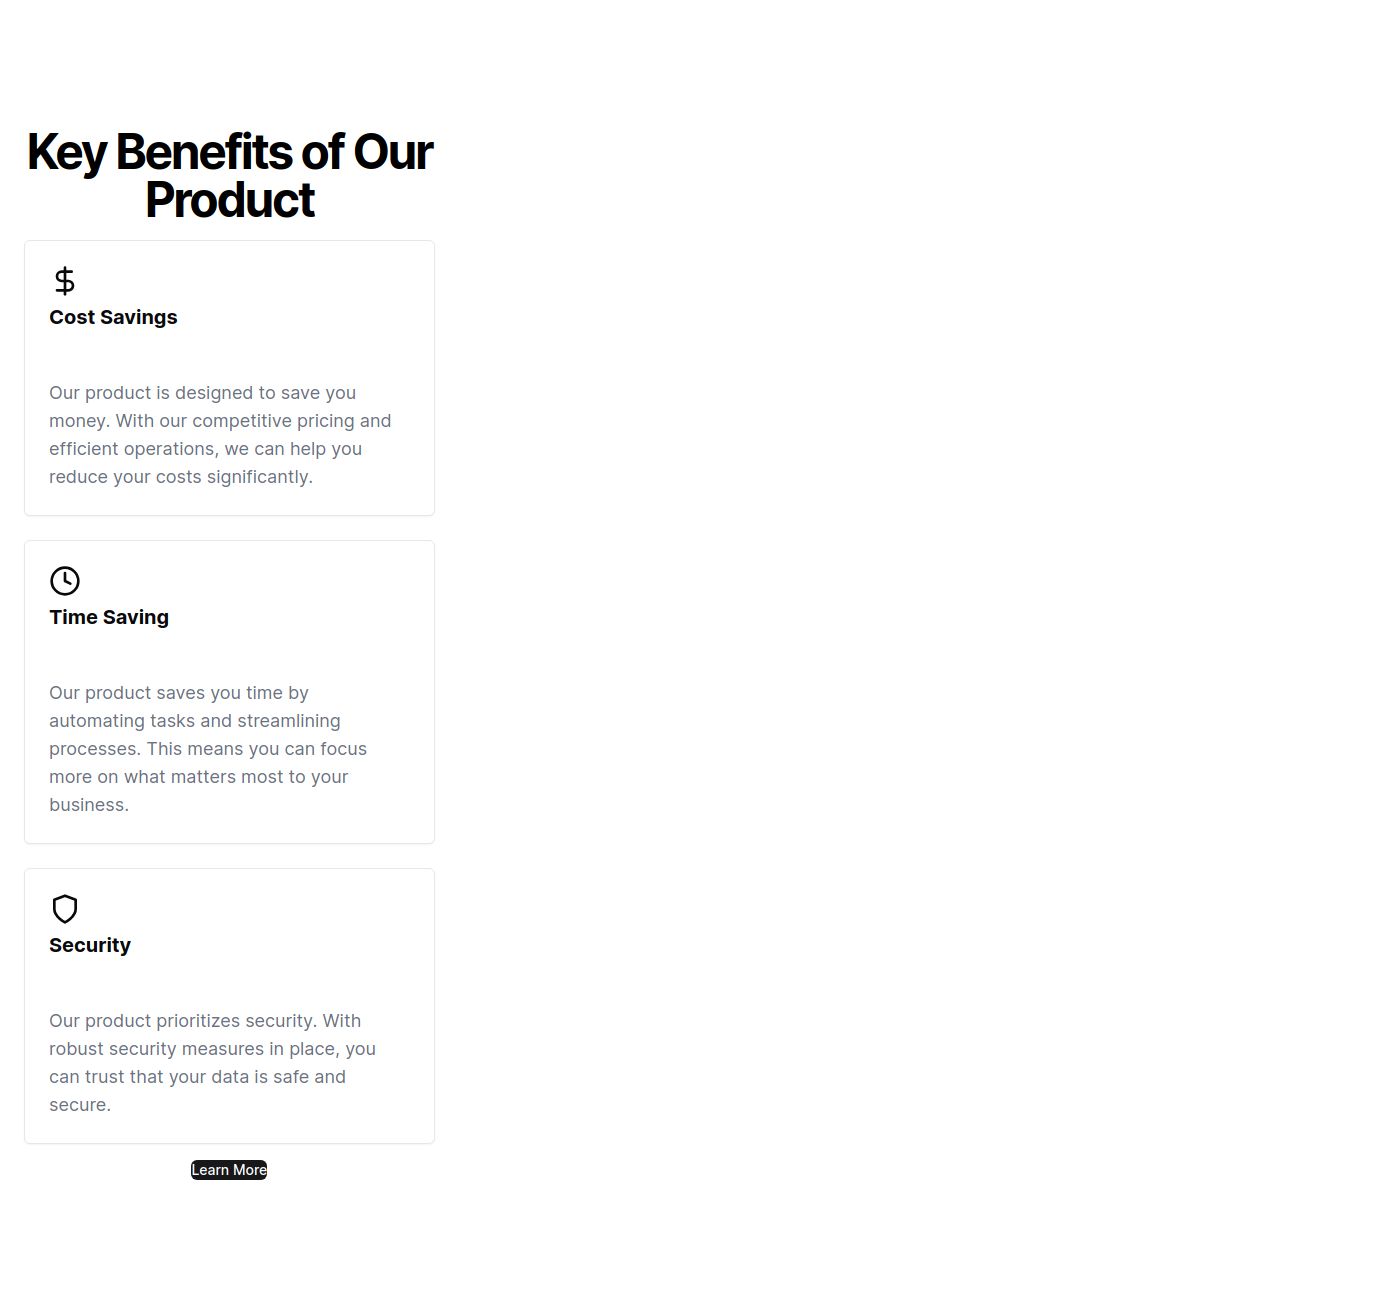 Key Benefits of Our
Product
Cost Savings
Our product is designed to save you
money. With our competitive pricing and
efficient operations, we can help you
reduce your costs significantly.
Time Saving
Our product saves you time by
automating tasks and streamlining
processes. This means you can focus
more on what matters most to your
business.
Security
Our product prioritizes security. With
robust security measures in place, you
can trust that your data is safe and
secure.
Learn More